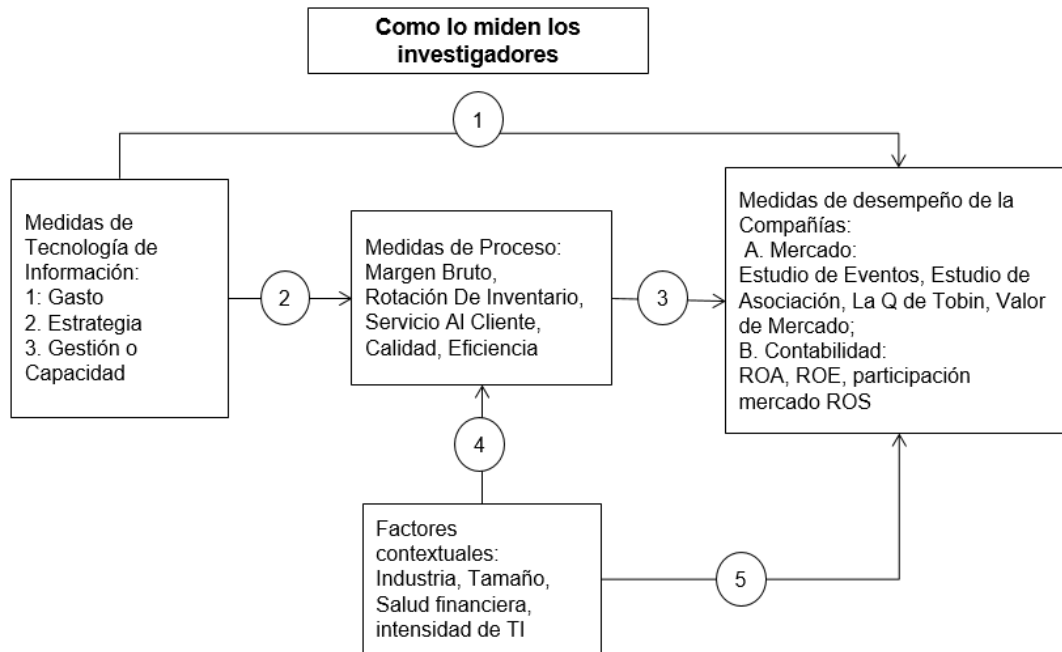 Como lo miden los
investigadores
1
Medidas de
Tecnología de
Información:
1: Gasto
2. Estrategia
3. Gestión o
Capacidad
2
Medidas de Proceso:
Margen Bruto,
Rotación De Inventario,
Servicio Al Cliente,
Calidad, Eficiencia
3
Medidas de desempeño de la
Compañías:
A. Mercado:
Estudio de Eventos, Estudio de
Asociación, La Q de Tobin, Valor
de Mercado;
B. Contabilidad:
ROA, ROE, participación
mercado ROS
4
Factores
contextuales:
Industria, Tamaño,
Salud financiera,
intensidad de TI
5